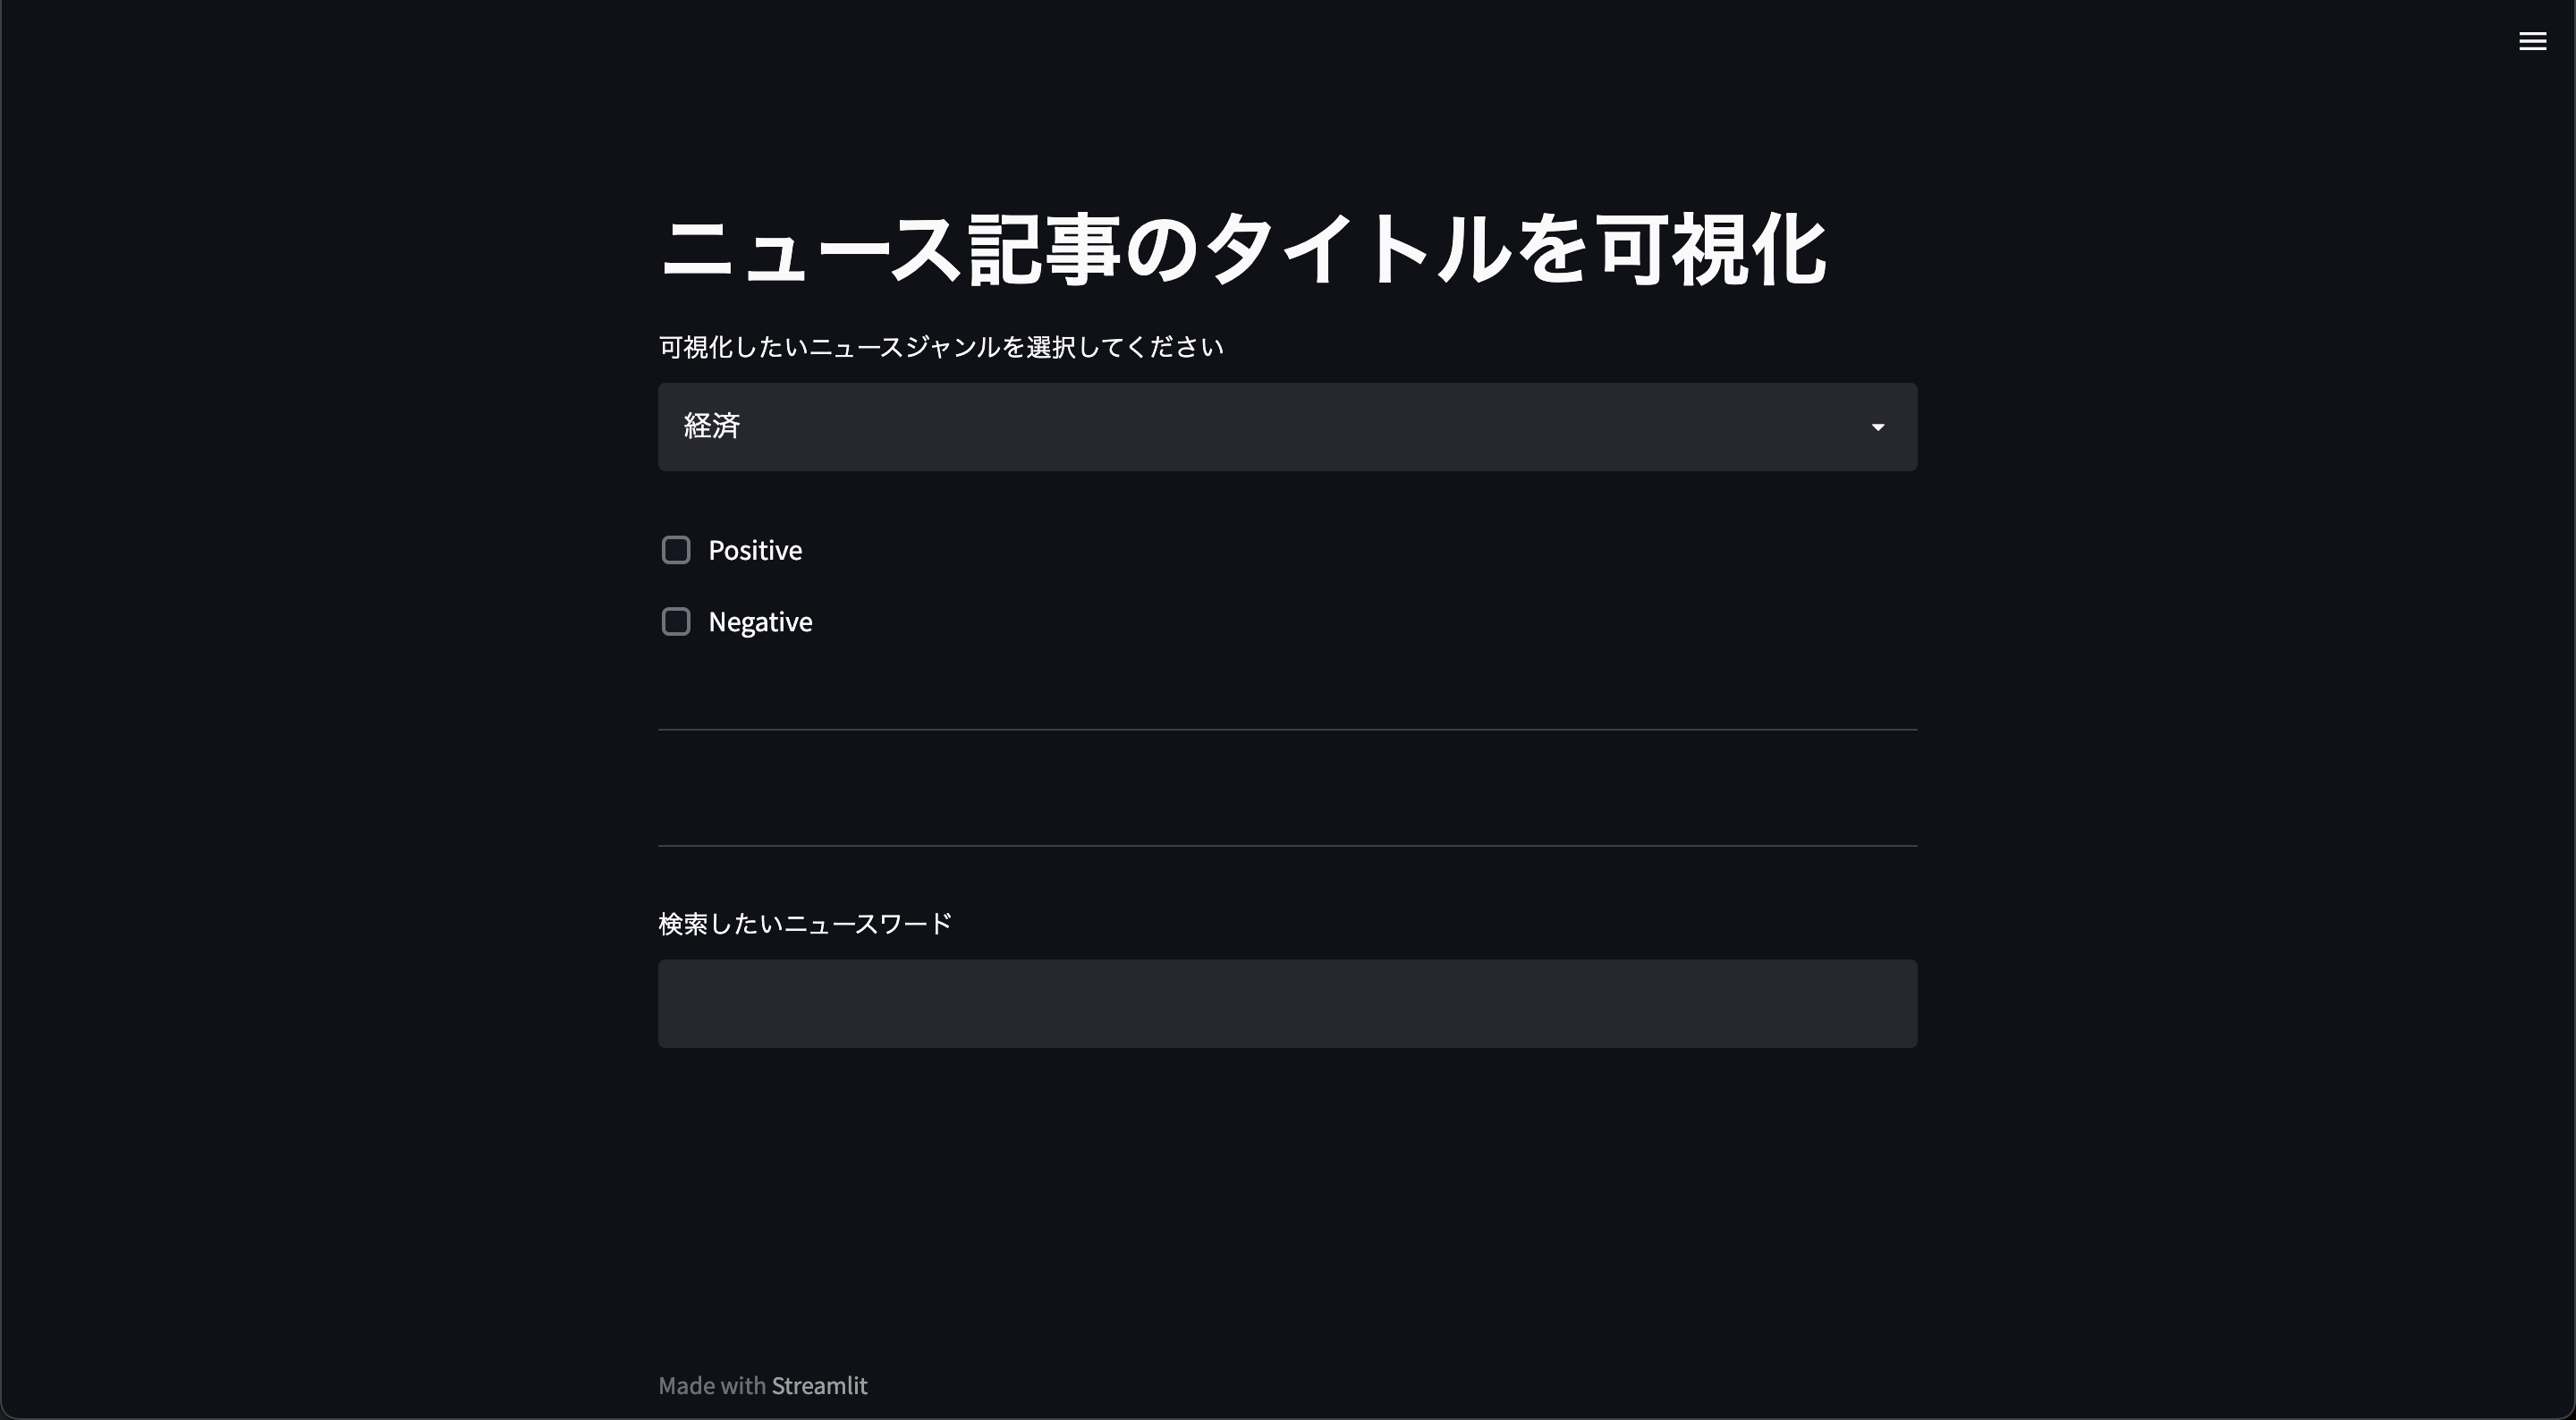 ニュース記事のタイトルを可視化
可視化したいニュースジャンルを選択してください
経済
Positive
Negative
検索したいニュースワード
Made with Streamlit